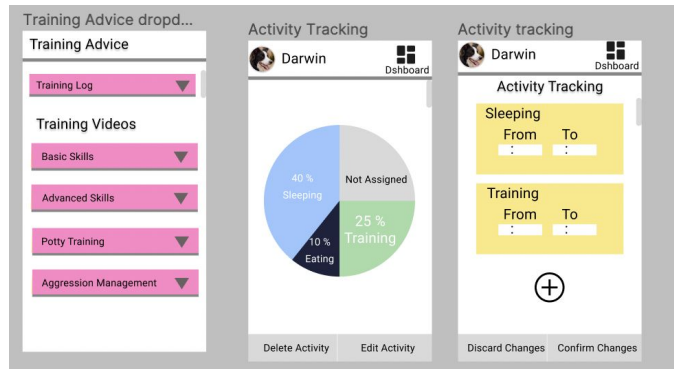 Training Advice dropd...
Training Advice
Training Log
Training Videos
Basic Skills
Advanced Skills
Potty Training
Aggression Management
Activity Tracking
Darwin
Dshboard
40 %
Sleeping
Not Assigned
25 %
Training
10 %
Eating
Delete Activity
Edit Activity
Activity tracking
Darwin
Dshboard
Activity Tracking
Sleeping
From To
: :
Training
From To
: :
Discard Changes
Confirm Changes